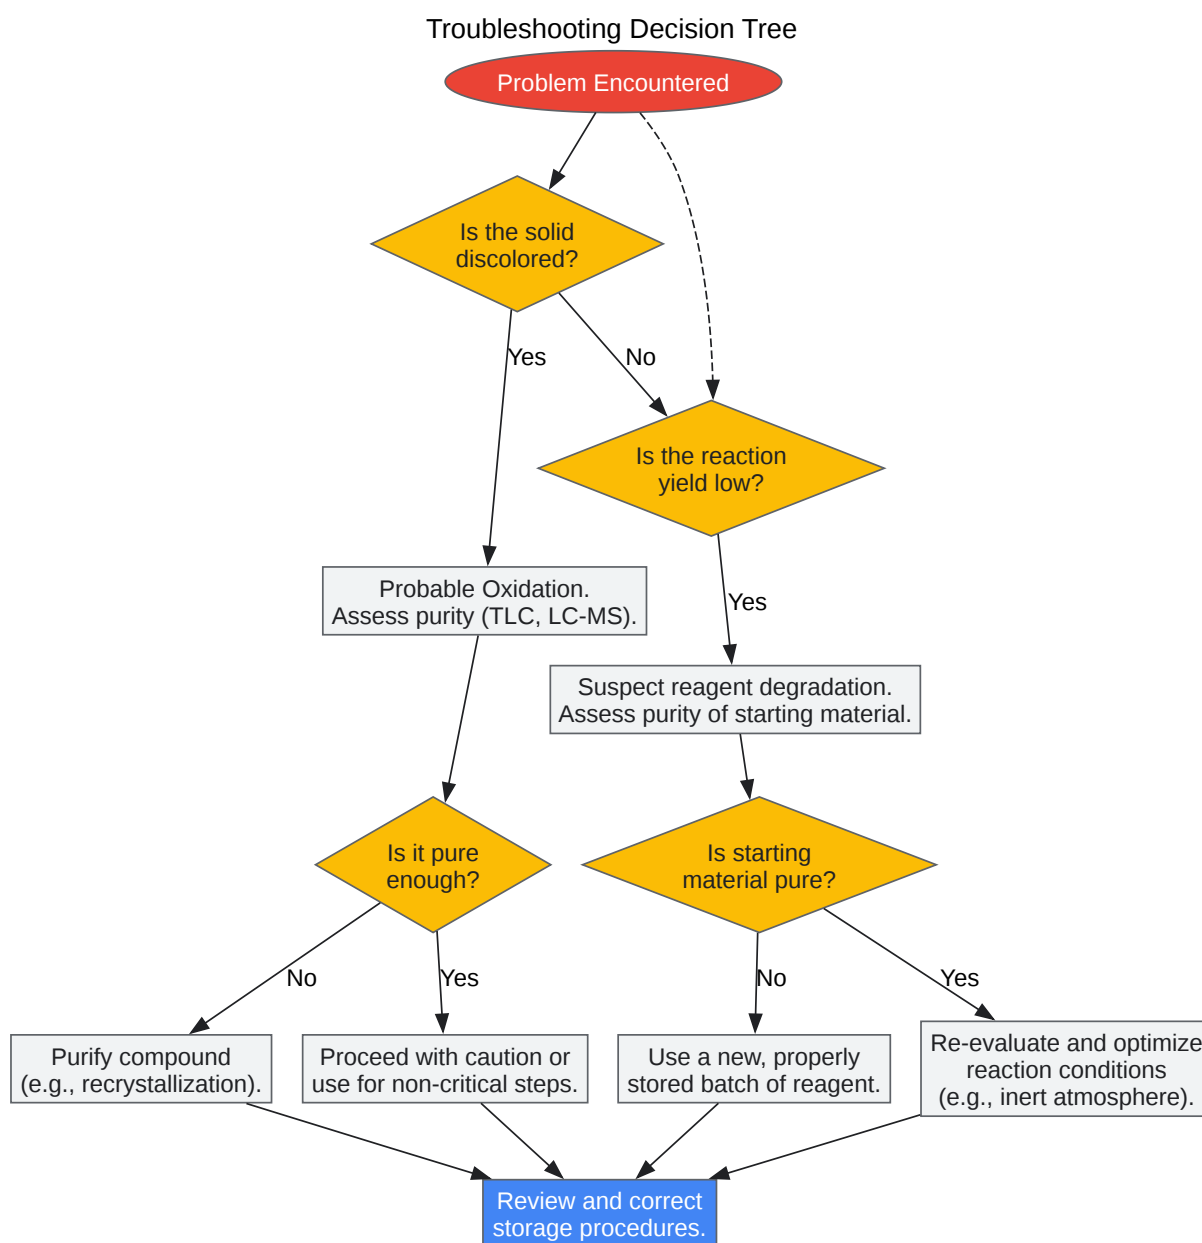 Troubleshooting Decision Tree
Problem Encountered
Is the solid
discolored?
Yes
No
Is the reaction
yield low?
Probable Oxidation.
Assess purity (TLC, LC-MS).
Yes
Suspect reagent degradation.
Assess purity of starting material.
Is it pure
enough?
Is starting
material pure?
No
Yes
No
Yes
Purify compound
(e.g., recrystallization).
Proceed with caution or
use for non-critical steps.
Use a new, properly
stored batch of reagent.
Re-evaluate and optimize
reaction conditions
(e.g., inert atmosphere).
Review and correct
storage procedures.